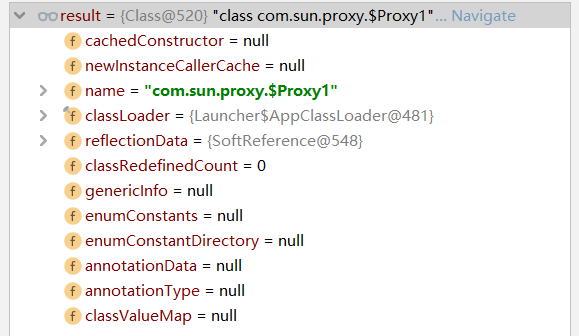 result = {Class@520} "class com.sun.proxy.$Proxy1"... Navigate
f cachedConstructor = null
f newInstanceCallerCache = null
f name = "com.sun.proxy.$Proxy1"
f classLoader = {Launcher$AppClassLoader@481}
f reflectionData = {SoftReference@548}
f classRedefinedCount = 0
f genericInfo = null
f enumConstants = null
f enumConstantDirectory = null
f annotationData = null
f annotationType = null
f classValueMap = null